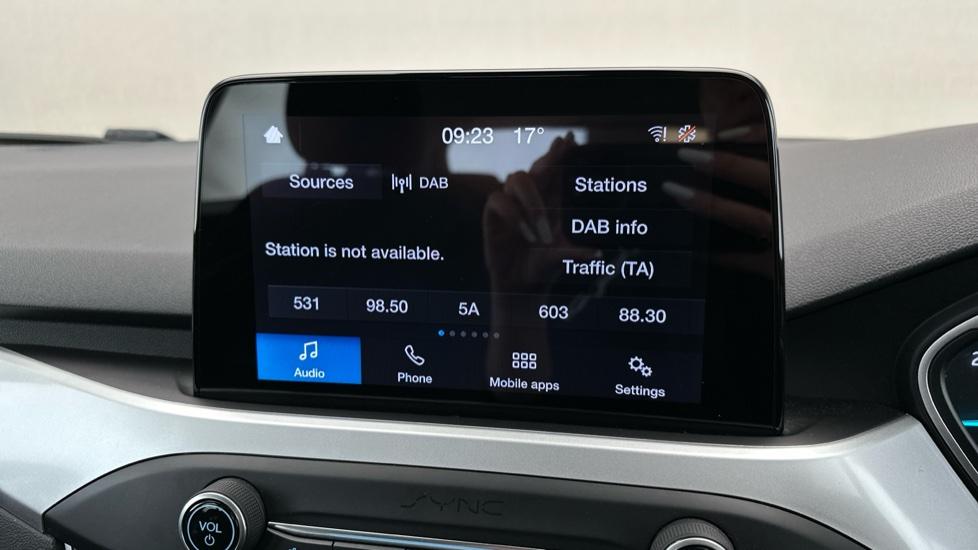 09:23 17°
Sources DAB Stations
DAB info
Station is not available.
Traffic (TA)
531 98.50 5A 603 88.30
Audio Phone Mobile apps Settings
SYNC
VOL